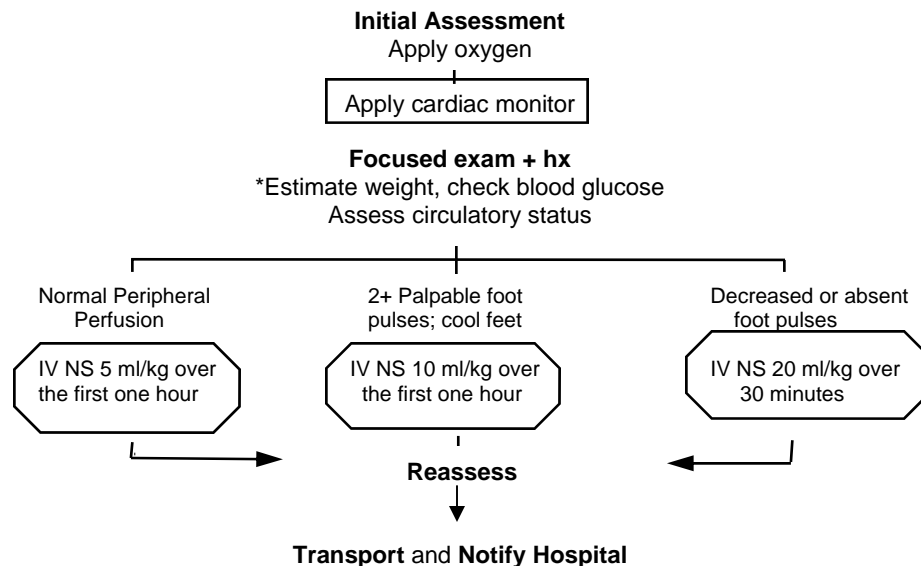 Initial Assessment
Apply oxygen
Apply cardiac monitor
Focused exam + hx
*Estimate weight, check blood glucose
Assess circulatory status
Normal Peripheral
Perfusion
IV NS 5 ml/kg over
the first one hour
2+ Palpable foot
pulses; cool feet
IV NS 10 ml/kg over
the first one hour
Decreased or absent
foot pulses
IV NS 20 ml/kg over
30 minutes
Reassess
Transport and Notify Hospital